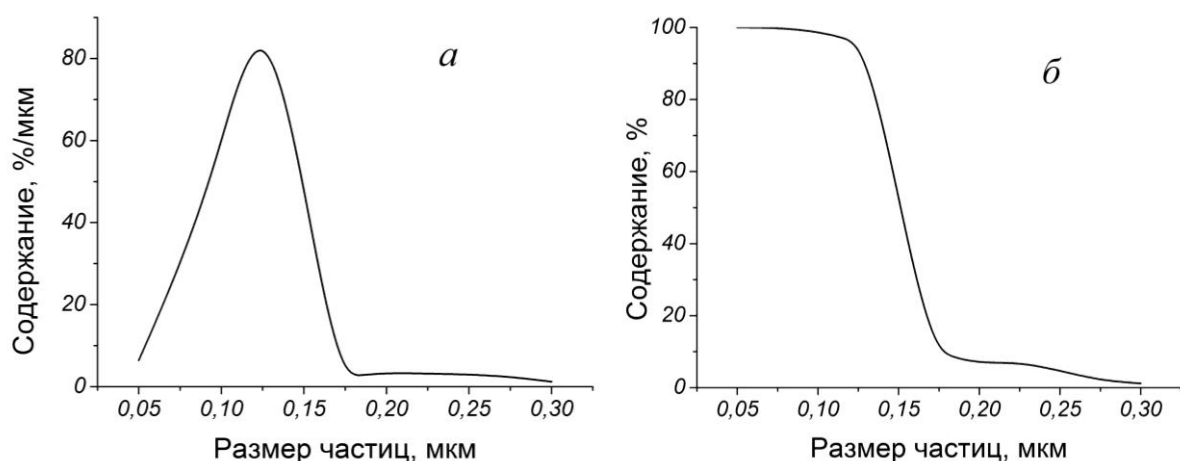 а
Содержание, %/мкм
80
60
40
20
0
0,05 0,10 0,15 0,20 0,25 0,30
Размер частиц, мкм
б
Содержание, %
100
80
60
40
20
0
0,05 0,10 0,15 0,20 0,25 0,30
Размер частиц, мкм